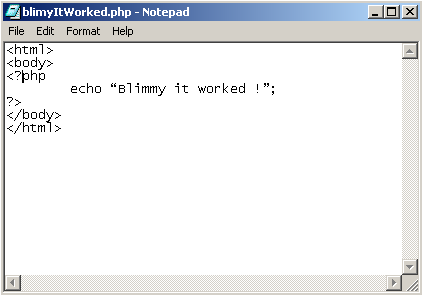 blimyItWorked.php - Notepad
File Edit Format Help
<html>
<body>
<?php
echo “Blimmy it worked !”;
?>
</body>
</html>